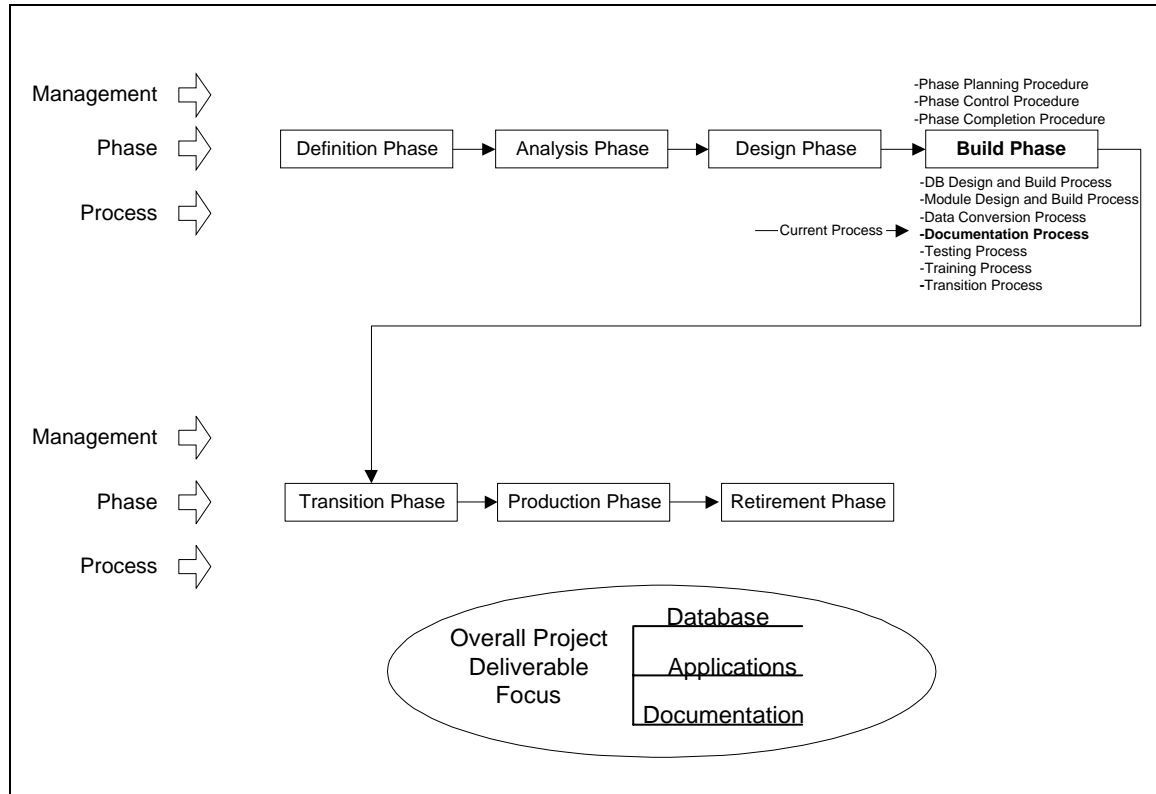 Management
-Phase Planning Procedure
-Phase Control Procedure
-Phase Completion Procedure
Phase
Definition Phase
Analysis Phase
Design Phase
Build Phase
Process
-DB Design and Build Process
-Module Design and Build Process
-Data Conversion Process
Current Process
-Documentation Process
-Testing Process
-Training Process
-Transition Process
Management
Phase
Transition Phase
Production Phase
Retirement Phase
Process
Overall Project
Deliverable
Focus
Database
Applications
Documentation